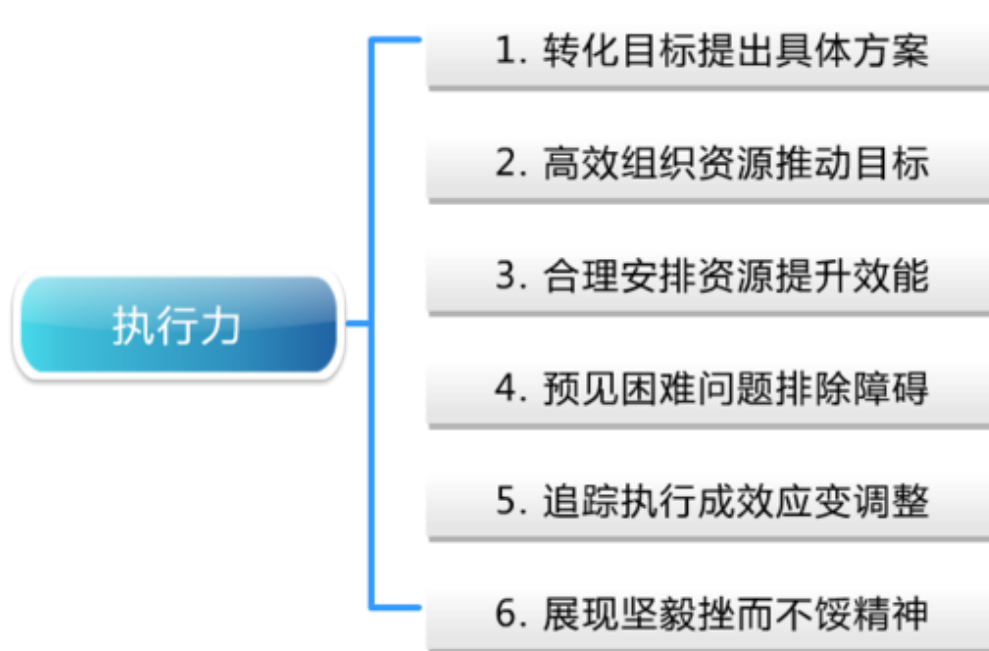 1. 转化目标提出具体方案
2. 高效组织资源推动目标
3. 合理安排资源提升效能
执行力
4. 预见困难问题排除障碍
5. 追踪执行成效应变调整
6. 展现坚毅挫而不馁精神